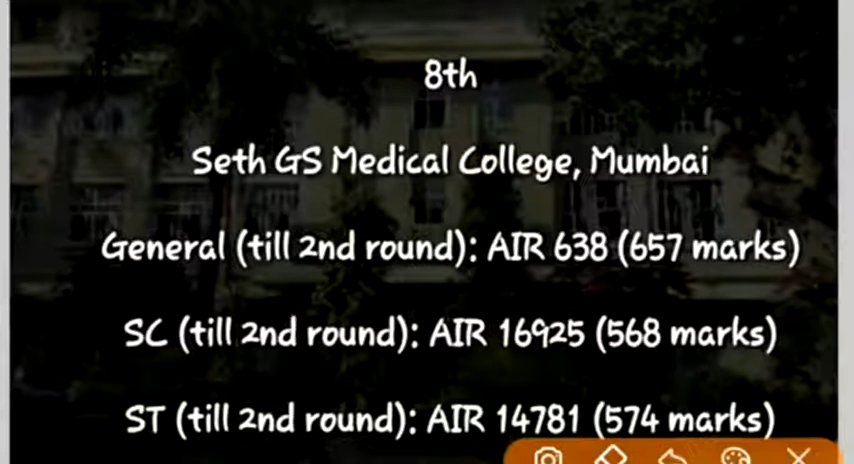 8th
Seth GS Medical College, Mumbai
General (till 2nd round): AIR 638 (657 marks)
SC (till 2nd round): AIR 16925 (568 marks)
ST (till 2nd round): AIR 14781 (574 marks)